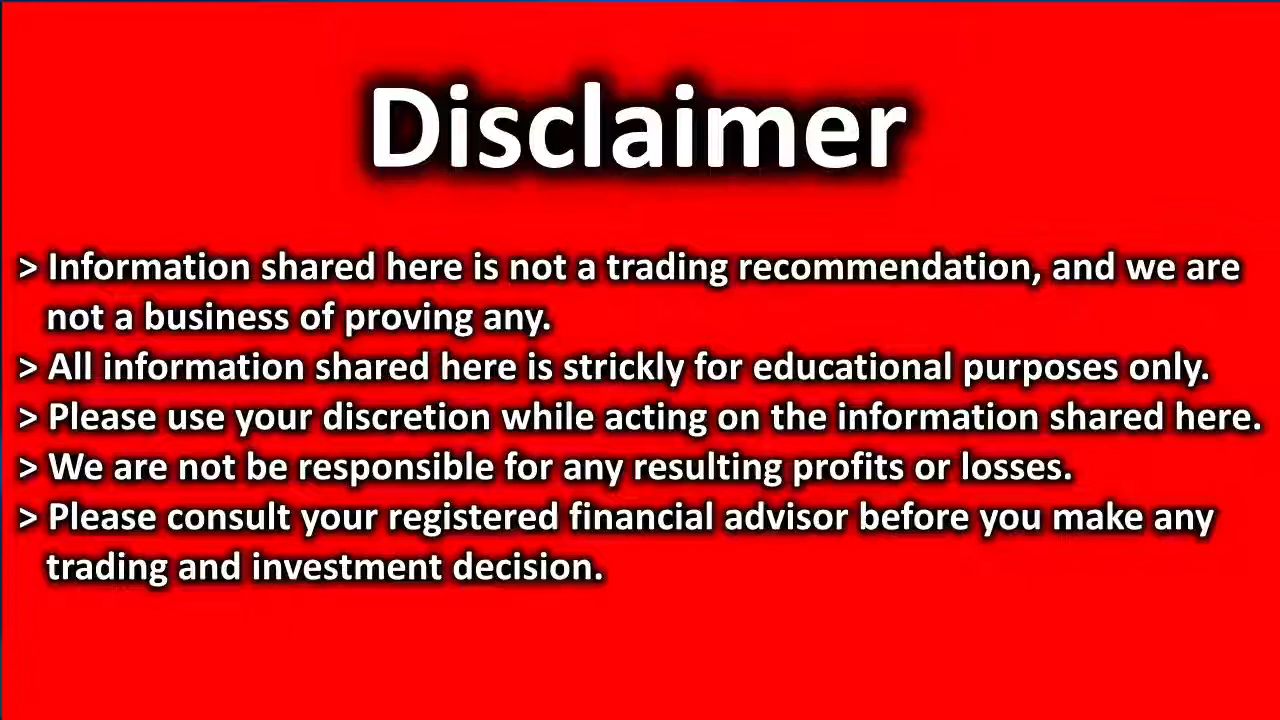 Disclaimer
> Information shared here is not a trading recommendation, and we are
not a business of proving any.
> All information shared here is strickly for educational purposes only.
> Please use your discretion while acting on the information shared here.
> We are not be responsible for any resulting profits or losses.
> Please consult your registered financial advisor before you make any
trading and investment decision.